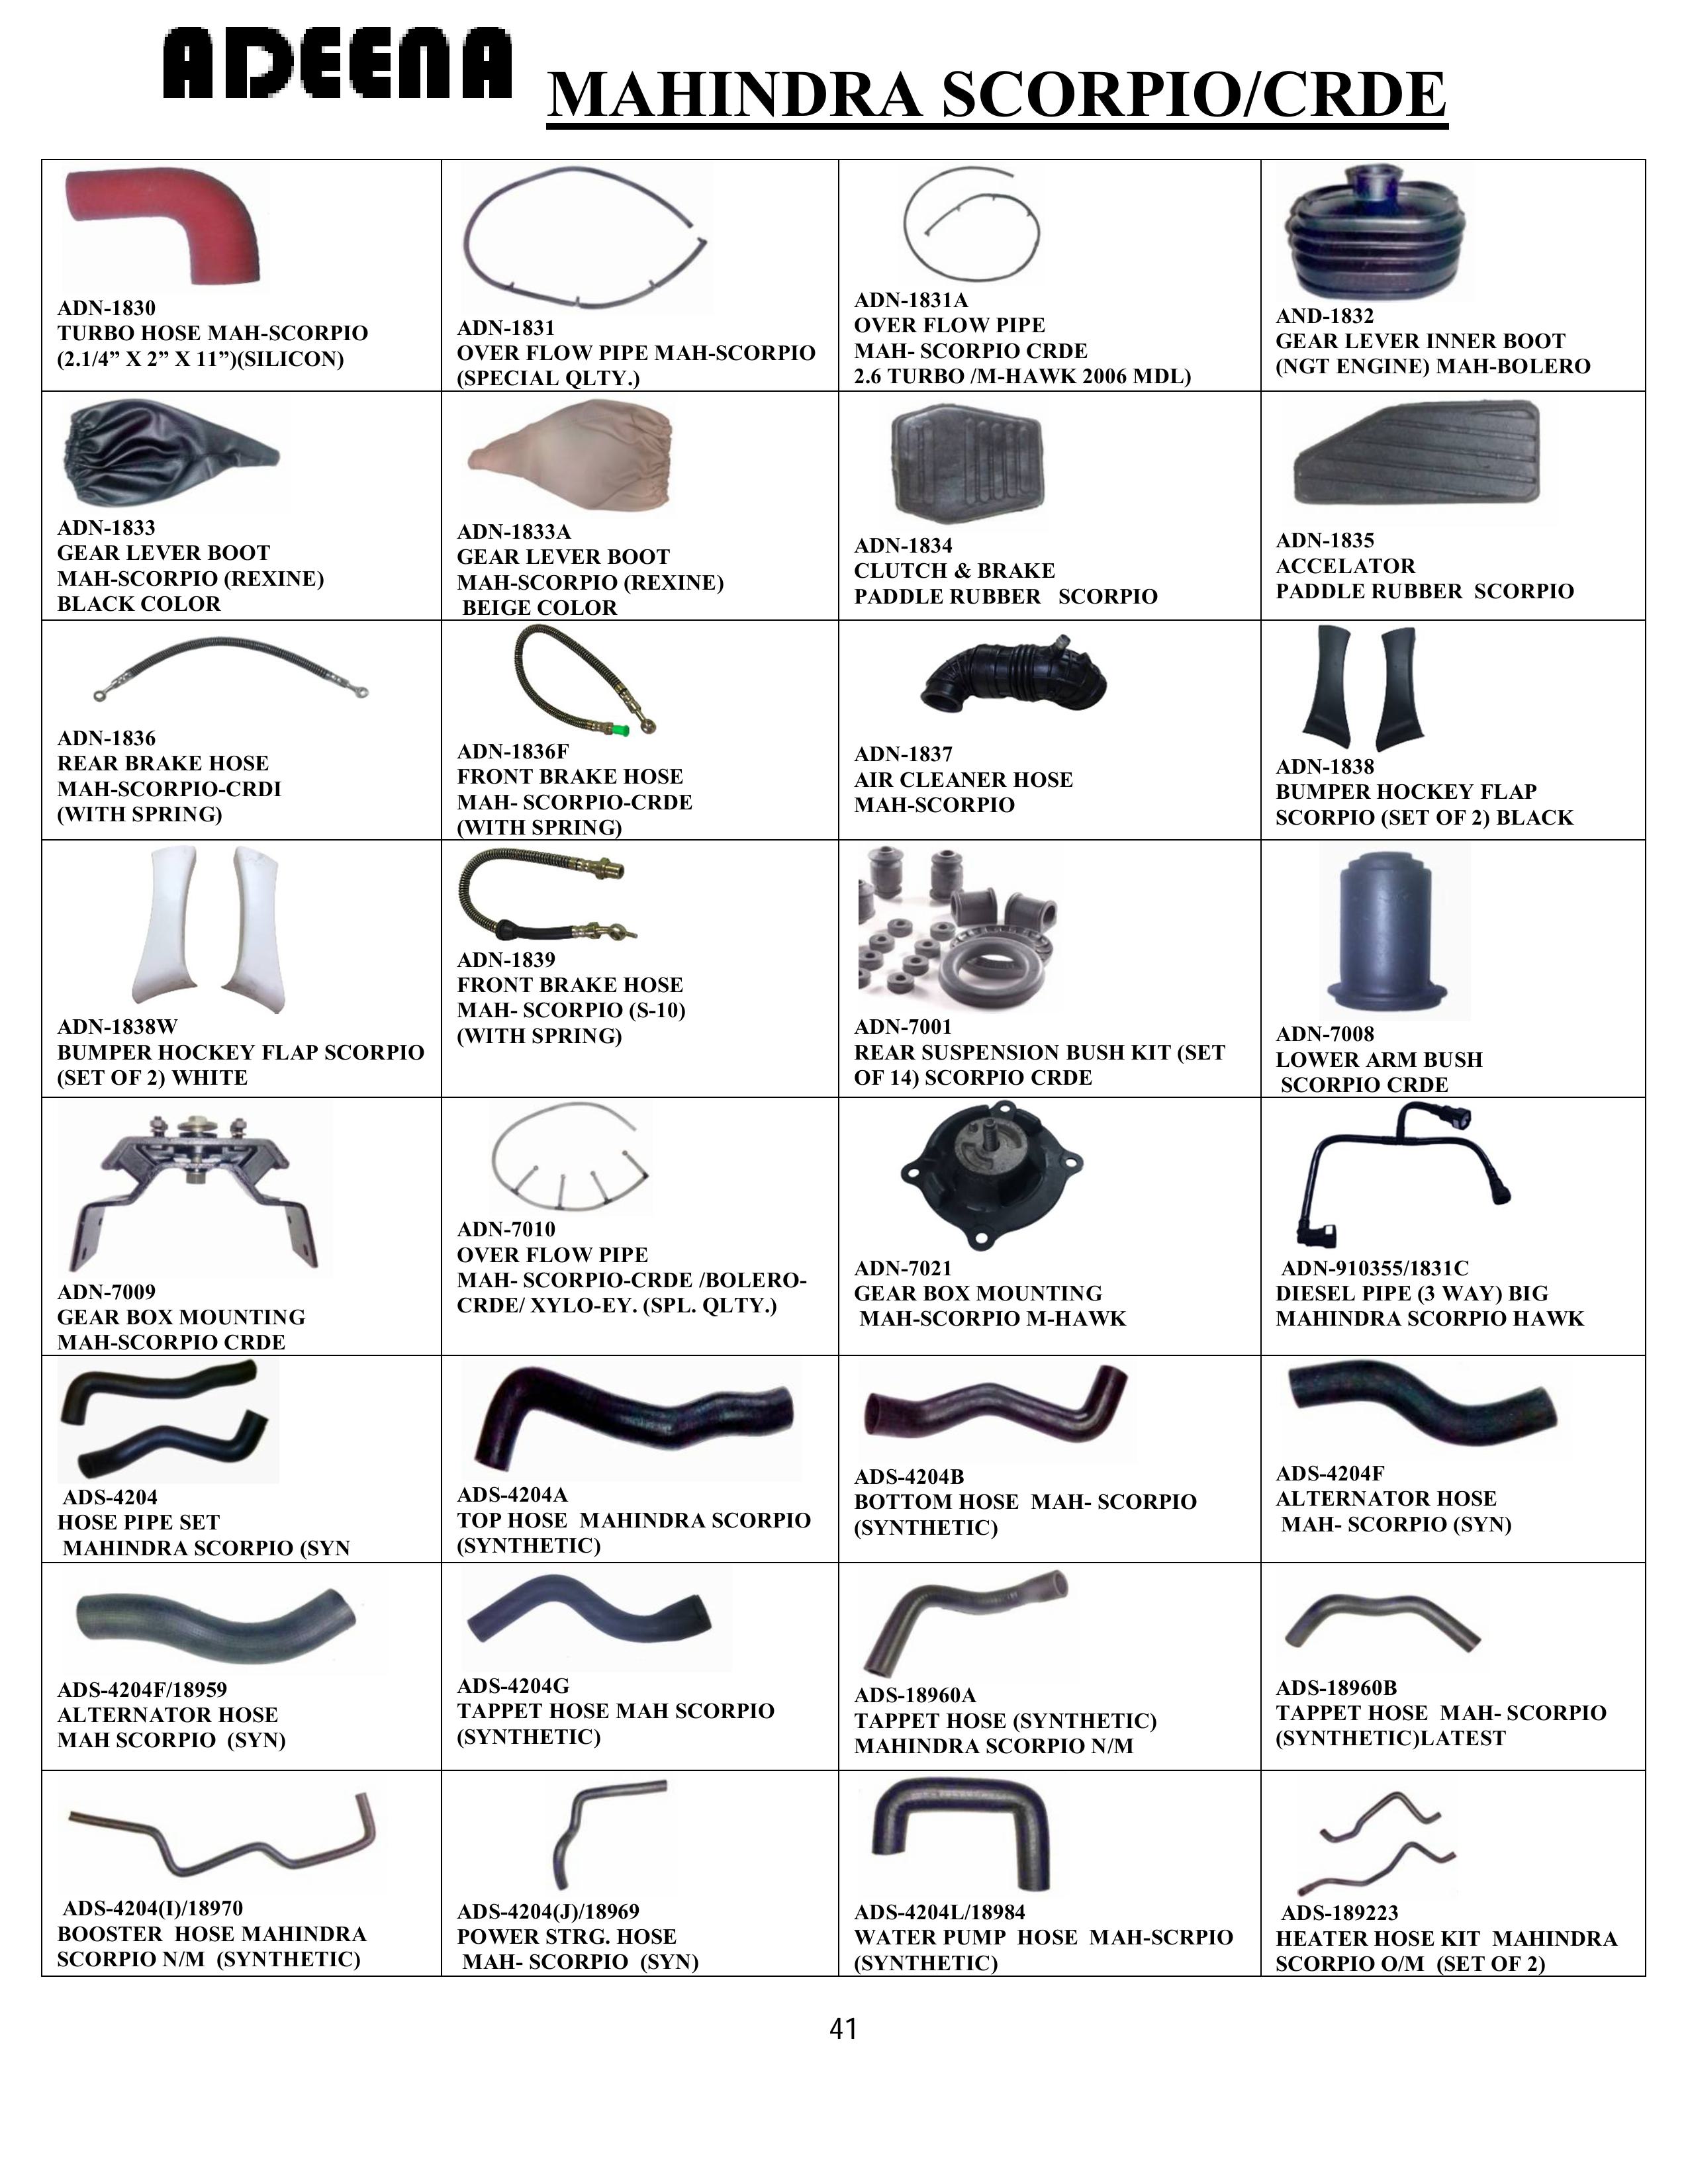 ADEENA
MAHINDRA SCORPIO/CRDE
ADN-1830
TURBO HOSE MAH-SCORPIO
(2.1/4” X 2” X 11”)(SILICON)
ADN-1831
OVER FLOW PIPE MAH-SCORPIO
(SPECIAL QLTY.)
ADN-1831A
OVER FLOW PIPE
MAH- SCORPIO CRDE
2.6 TURBO /M-HAWK 2006 MDL)
AND-1832
GEAR LEVER INNER BOOT
(NGT ENGINE) MAH-BOLERO
ADN-1833
GEAR LEVER BOOT
MAH-SCORPIO (REXINE)
BLACK COLOR
ADN-1833A
GEAR LEVER BOOT
MAH-SCORPIO (REXINE)
BEIGE COLOR
ADN-1834
CLUTCH & BRAKE
PADDLE RUBBER SCORPIO
ADN-1835
ACCELATOR
PADDLE RUBBER SCORPIO
ADN-1836
REAR BRAKE HOSE
MAH-SCORPIO-CRDI
(WITH SPRING)
ADN-1836F
FRONT BRAKE HOSE
MAH- SCORPIO-CRDE
(WITH SPRING)
ADN-1837
AIR CLEANER HOSE
MAH-SCORPIO
ADN-1838
BUMPER HOCKEY FLAP
SCORPIO (SET OF 2) BLACK
ADN-1838W
BUMPER HOCKEY FLAP SCORPIO
(SET OF 2) WHITE
ADN-1839
FRONT BRAKE HOSE
MAH- SCORPIO (S-10)
(WITH SPRING)
ADN-7001
REAR SUSPENSION BUSH KIT (SET
OF 14) SCORPIO CRDE
ADN-7008
LOWER ARM BUSH
SCORPIO CRDE
ADN-7009
GEAR BOX MOUNTING
MAH-SCORPIO CRDE
ADN-7010
OVER FLOW PIPE
MAH- SCORPIO-CRDE /BOLERO-
CRDE/ XYLO-EY. (SPL. QLTY.)
ADN-7021
GEAR BOX MOUNTING
MAH-SCORPIO M-HAWK
ADN-910355/1831C
DIESEL PIPE (3 WAY) BIG
MAHINDRA SCORPIO HAWK
ADS-4204
HOSE PIPE SET
MAHINDRA SCORPIO (SYN
ADS-4204A
TOP HOSE MAHINDRA SCORPIO
(SYNTHETIC)
ADS-4204B
BOTTOM HOSE MAH- SCORPIO
(SYNTHETIC)
ADS-4204F
ALTERNATOR HOSE
MAH- SCORPIO (SYN)
ADS-4204F/18959
ALTERNATOR HOSE
MAH SCORPIO (SYN)
ADS-4204G
TAPPET HOSE MAH SCORPIO
(SYNTHETIC)
ADS-18960A
TAPPET HOSE (SYNTHETIC)
MAHINDRA SCORPIO N/M
ADS-18960B
TAPPET HOSE MAH- SCORPIO
(SYNTHETIC)LATEST
ADS-4204(I)/18970
BOOSTER HOSE MAHINDRA
SCORPIO N/M (SYNTHETIC)
ADS-4204(J)/18969
POWER STRG. HOSE
MAH- SCORPIO (SYN)
ADS-4204L/18984
WATER PUMP HOSE MAH-SCRPIO
(SYNTHETIC)
ADS-189223
HEATER HOSE KIT MAHINDRA
SCORPIO O/M (SET OF 2)
41